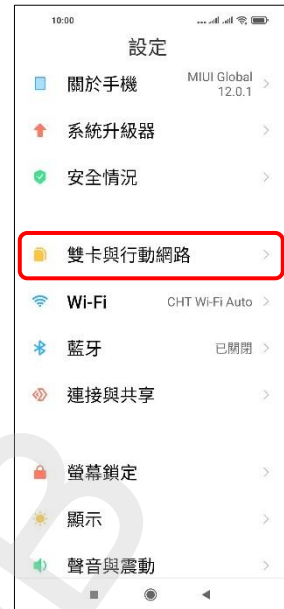 10:00
設定
關於手機 MIUI Global 12.0.1
系統升級器
安全情況
雙卡與行動網路
Wi-Fi CHT Wi-Fi Auto
藍牙 已關閉
連接與共享
螢幕鎖定
顯示
聲音與震動